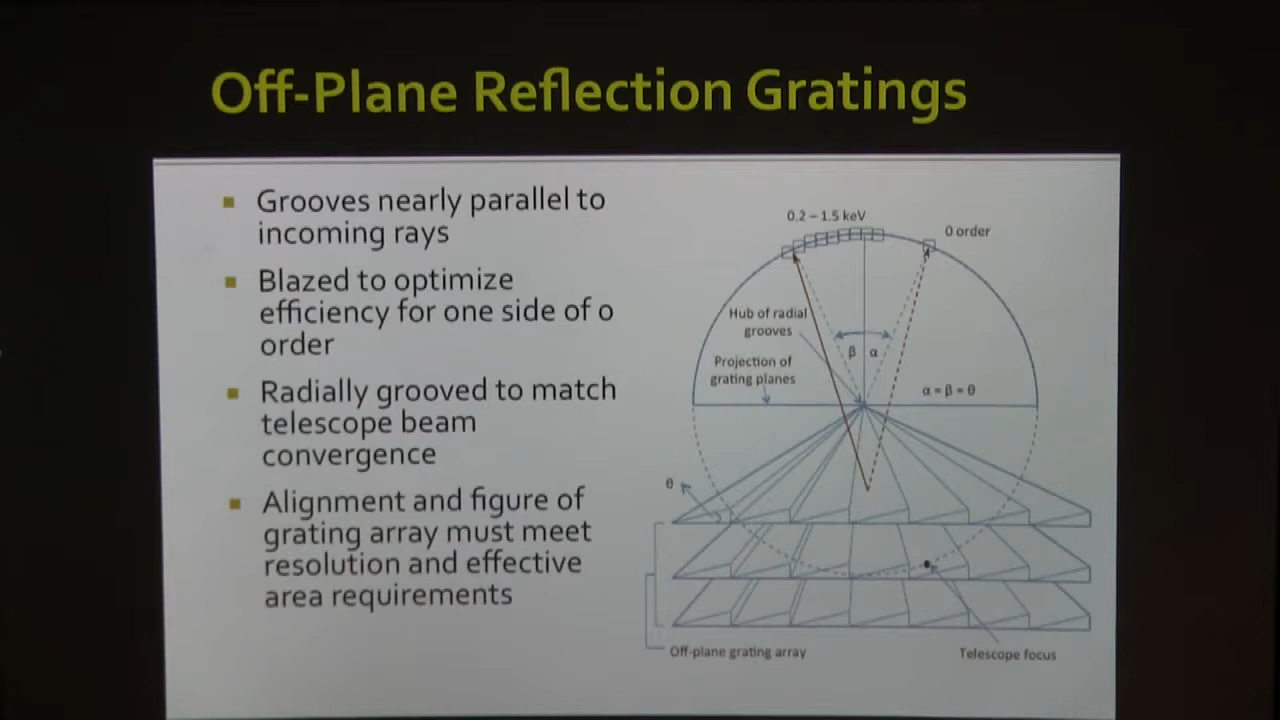 Off-Plane Reflection Gratings
Grooves nearly parallel to
incoming rays
Blazed to optimize
efficiency for one side of 0
order
Radially grooved to match
telescope beam
convergence
Alignment and figure of
grating array must meet
resolution and effective
area requirements
0.2 – 1.5 keV
0 order
Hub of radial
grooves
β α
Projection of
grating planes
α = β = θ
θ
Off-plane grating array
Telescope focus